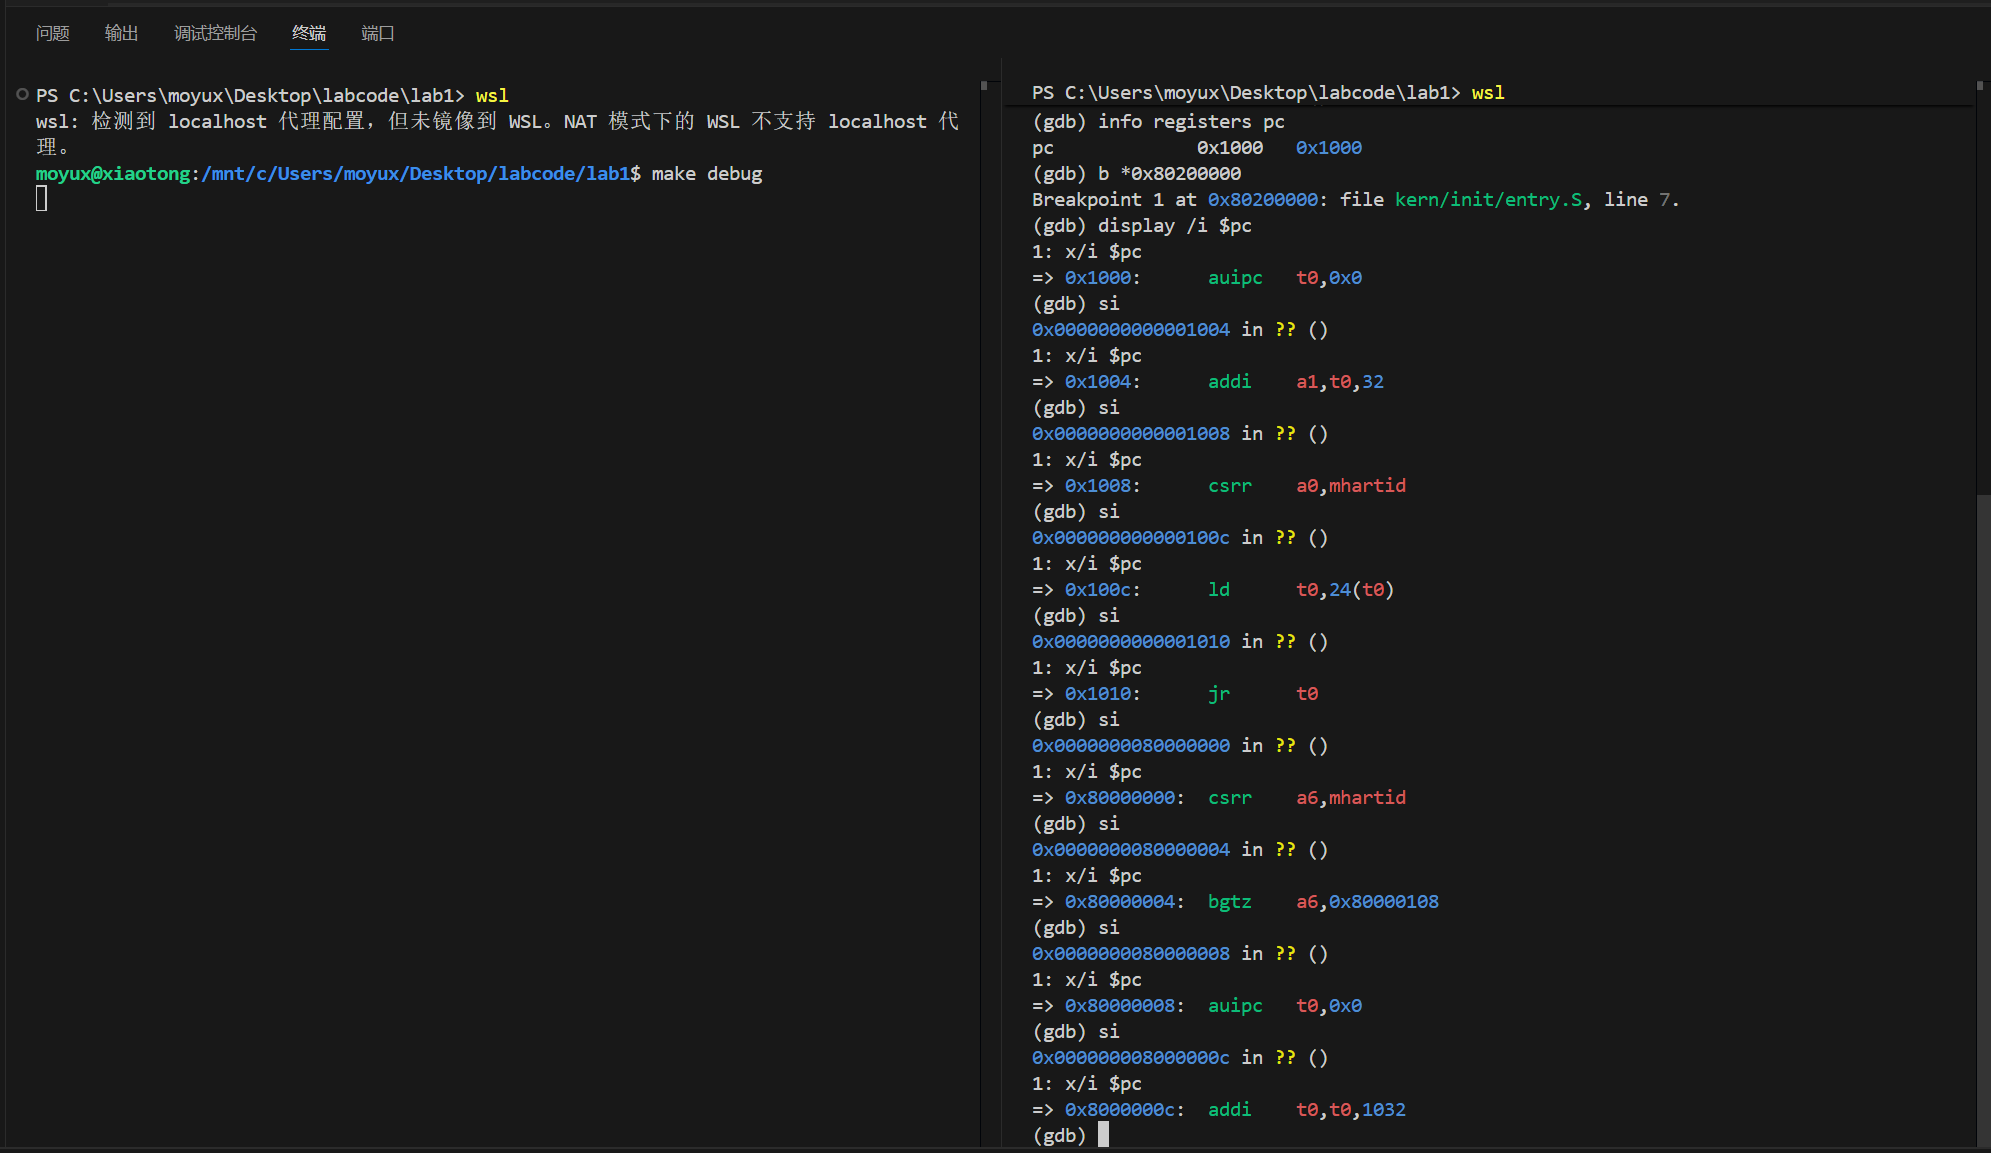 问题 输出 调试控制台 终端 端口
PS C:\Users\moyux\Desktop\labcode\lab1> wsl
wsl: 检测到 localhost 代理配置，但未镜像到 WSL。NAT 模式下的 WSL 不支持 localhost 代
理。
moyux@xiaotong:/mnt/c/Users/moyux/Desktop/labcode/lab1$ make debug
PS C:\Users\moyux\Desktop\labcode\lab1> wsl
(gdb) info registers pc
pc             0x1000   0x1000
(gdb) b *0x80200000
Breakpoint 1 at 0x80200000: file kern/init/entry.S, line 7.
(gdb) display /i $pc
1: x/i $pc
=> 0x1000:      auipc   t0,0x0
(gdb) si
0x0000000000001004 in ?? ()
1: x/i $pc
=> 0x1004:      addi    a1,t0,32
(gdb) si
0x0000000000001008 in ?? ()
1: x/i $pc
=> 0x1008:      csrr    a0,mhartid
(gdb) si
0x000000000000100c in ?? ()
1: x/i $pc
=> 0x100c:      ld      t0,24(t0)
(gdb) si
0x0000000000001010 in ?? ()
1: x/i $pc
=> 0x1010:      jr      t0
(gdb) si
0x0000000080000000 in ?? ()
1: x/i $pc
=> 0x80000000:  csrr    a6,mhartid
(gdb) si
0x0000000080000004 in ?? ()
1: x/i $pc
=> 0x80000004:  bgtz    a6,0x80000108
(gdb) si
0x0000000080000008 in ?? ()
1: x/i $pc
=> 0x80000008:  auipc   t0,0x0
(gdb) si
0x000000008000000c in ?? ()
1: x/i $pc
=> 0x8000000c:  addi    t0,t0,1032
(gdb)